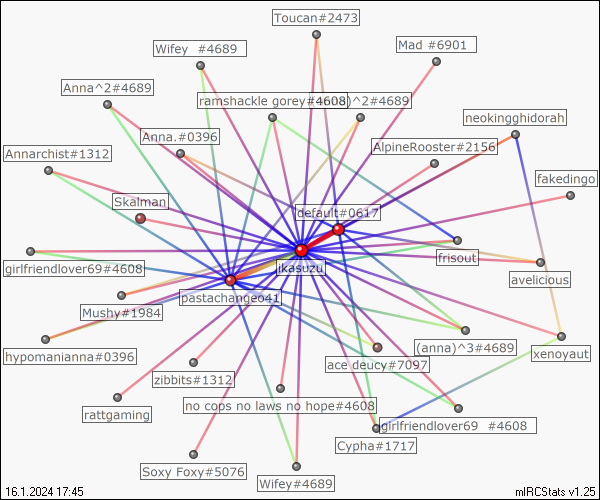 Toucan#2473
Wifey  #4689
Mad #6901
Anna^2#4689
ramshackle gorey#4608
)^2#4689
neokingghidorah
Anna.#0396
AlpineRooster#2156
Annarchist#1312
fakedingo
Skalman
default#0617
girlfriendlover69#4608
jkasuzu
frisout
avelicious
pastachangeo41
Mushy#1984
hypomanianna#0396
(anna)^3#4689
xenoyaut
ace deucy#7097
zibbits#1312
rattgaming
no cops no laws no hope#4608
girlfriendlover69  #4608
Cypha#1717
Soxy Foxy#5076
Wifey#4689
16.1.2024 17:45
mIRCStats v1.25